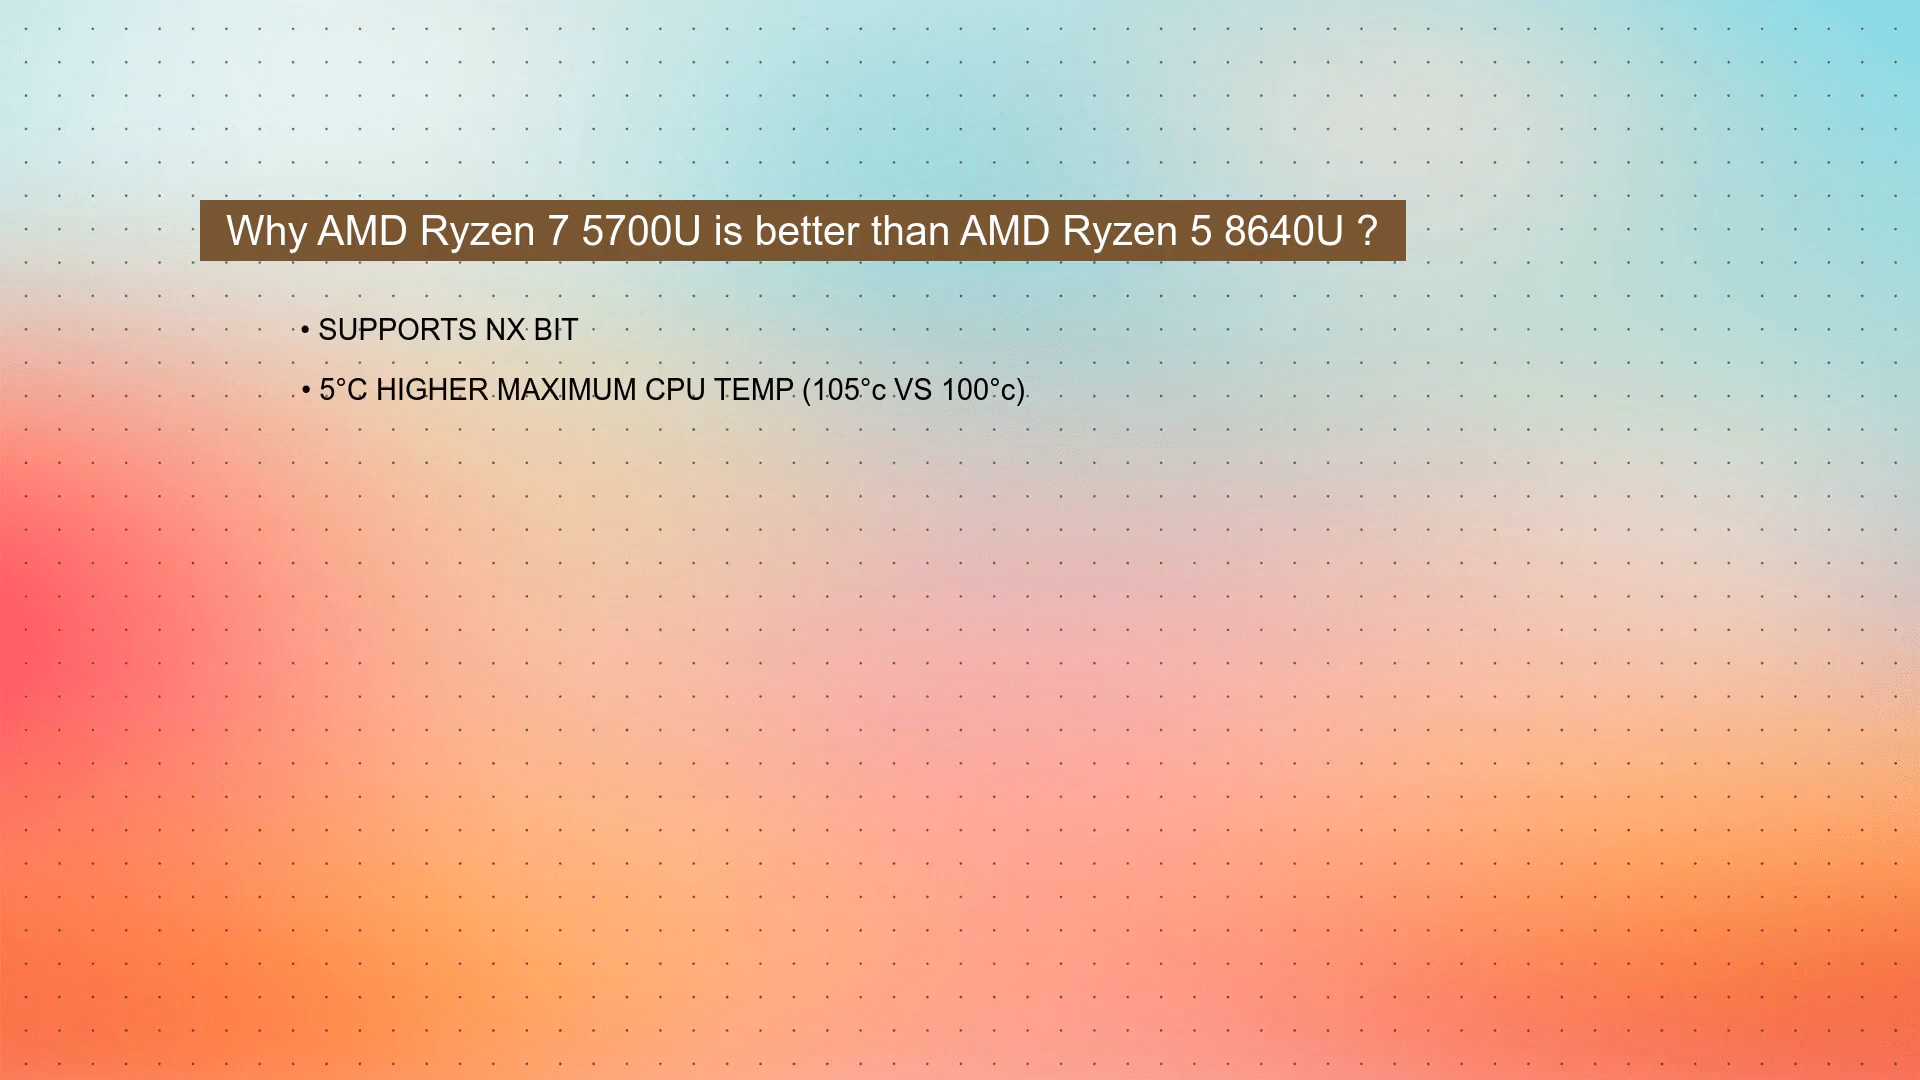 Why AMD Ryzen 7 5700U is better than AMD Ryzen 5 8640U ?
• SUPPORTS NX BIT
• 5°C HIGHER MAXIMUM CPU TEMP (105°c VS 100°c)